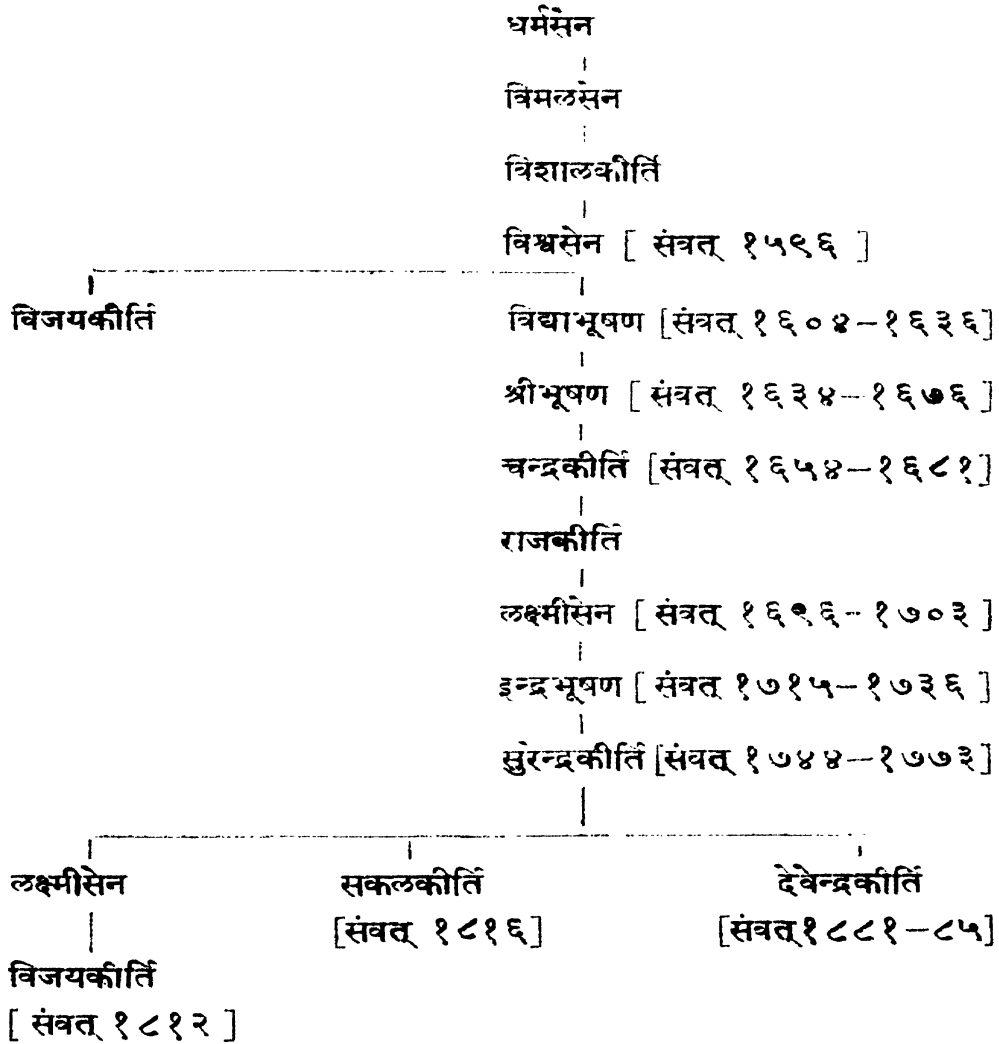 धर्मसेन
विमलसेन
विशालकीर्ति
विश्वसेन [ संवत् १५९६ ]
विजयकीर्ति विद्याभूषण [संवत् १६०४–१६३६]
श्रीभूषण [ संवत् १६३४–१६७६ ]
चन्द्रकीर्ति [संवत् १६५४–१६८१]
राजकीर्ति
लक्ष्मीसेन [ संवत् १६९६–१७०३ ]
इन्द्रभूषण [ संवत् १७१५–१७३६ ]
सुरेन्द्रकीर्ति [संवत् १७४४–१७७३]
लक्ष्मीसेन सकलकीर्ति देवेन्द्रकीर्ति
[संवत् १८१६] [संवत् १८८१–८५]
विजयकीर्ति
[ संवत् १८१२ ]